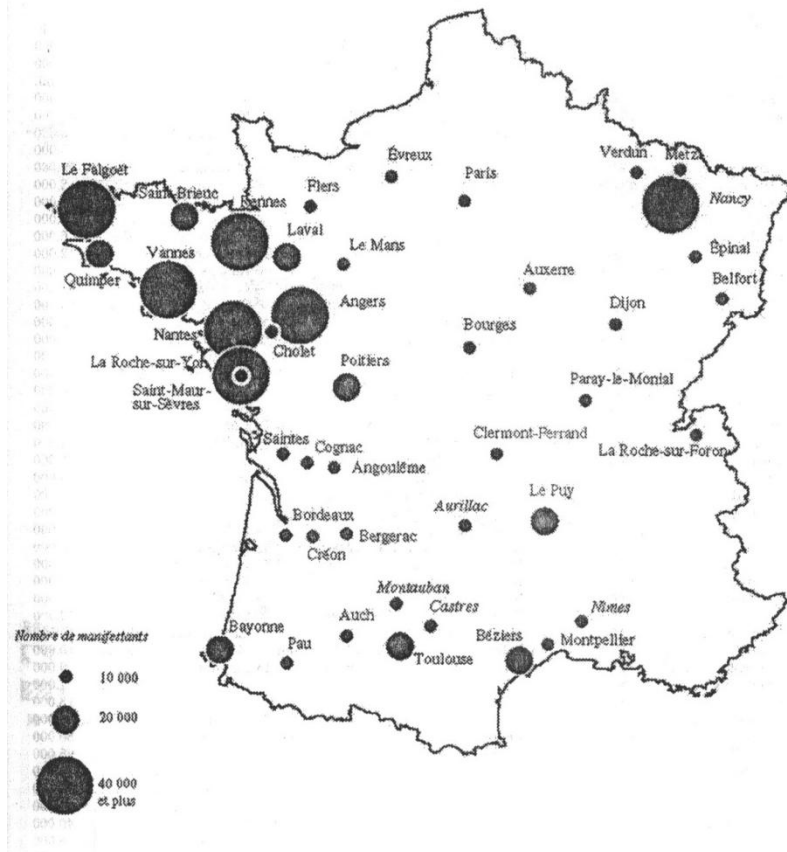 Évreux
Verdun
Metz
Le Falgoët
Flers
Paris
Saint-Brieuc
Rennes
Nancy
Laval
Le Mans
Épinal
Vannes
Quimper
Auxerre
Belfort
Angers
Dijon
Nantes
Cholet
Bourges
La Roche-sur-Yon
Poitiers
Paray-le-Monial
Saint-Maur-
sur-Sèvres
Saintes
Cognac
Clermont-Ferrand
La Roche-sur-Foron
Angoulême
Le Puy
Aurillac
Bordeaux
Bergerac
Créon
Montauban
Castres
Nîmes
Auch
Nombre de manifestants
Bayonne
Béziers
Montpellier
Pau
Toulouse
10 000
20 000
40 000
et plus